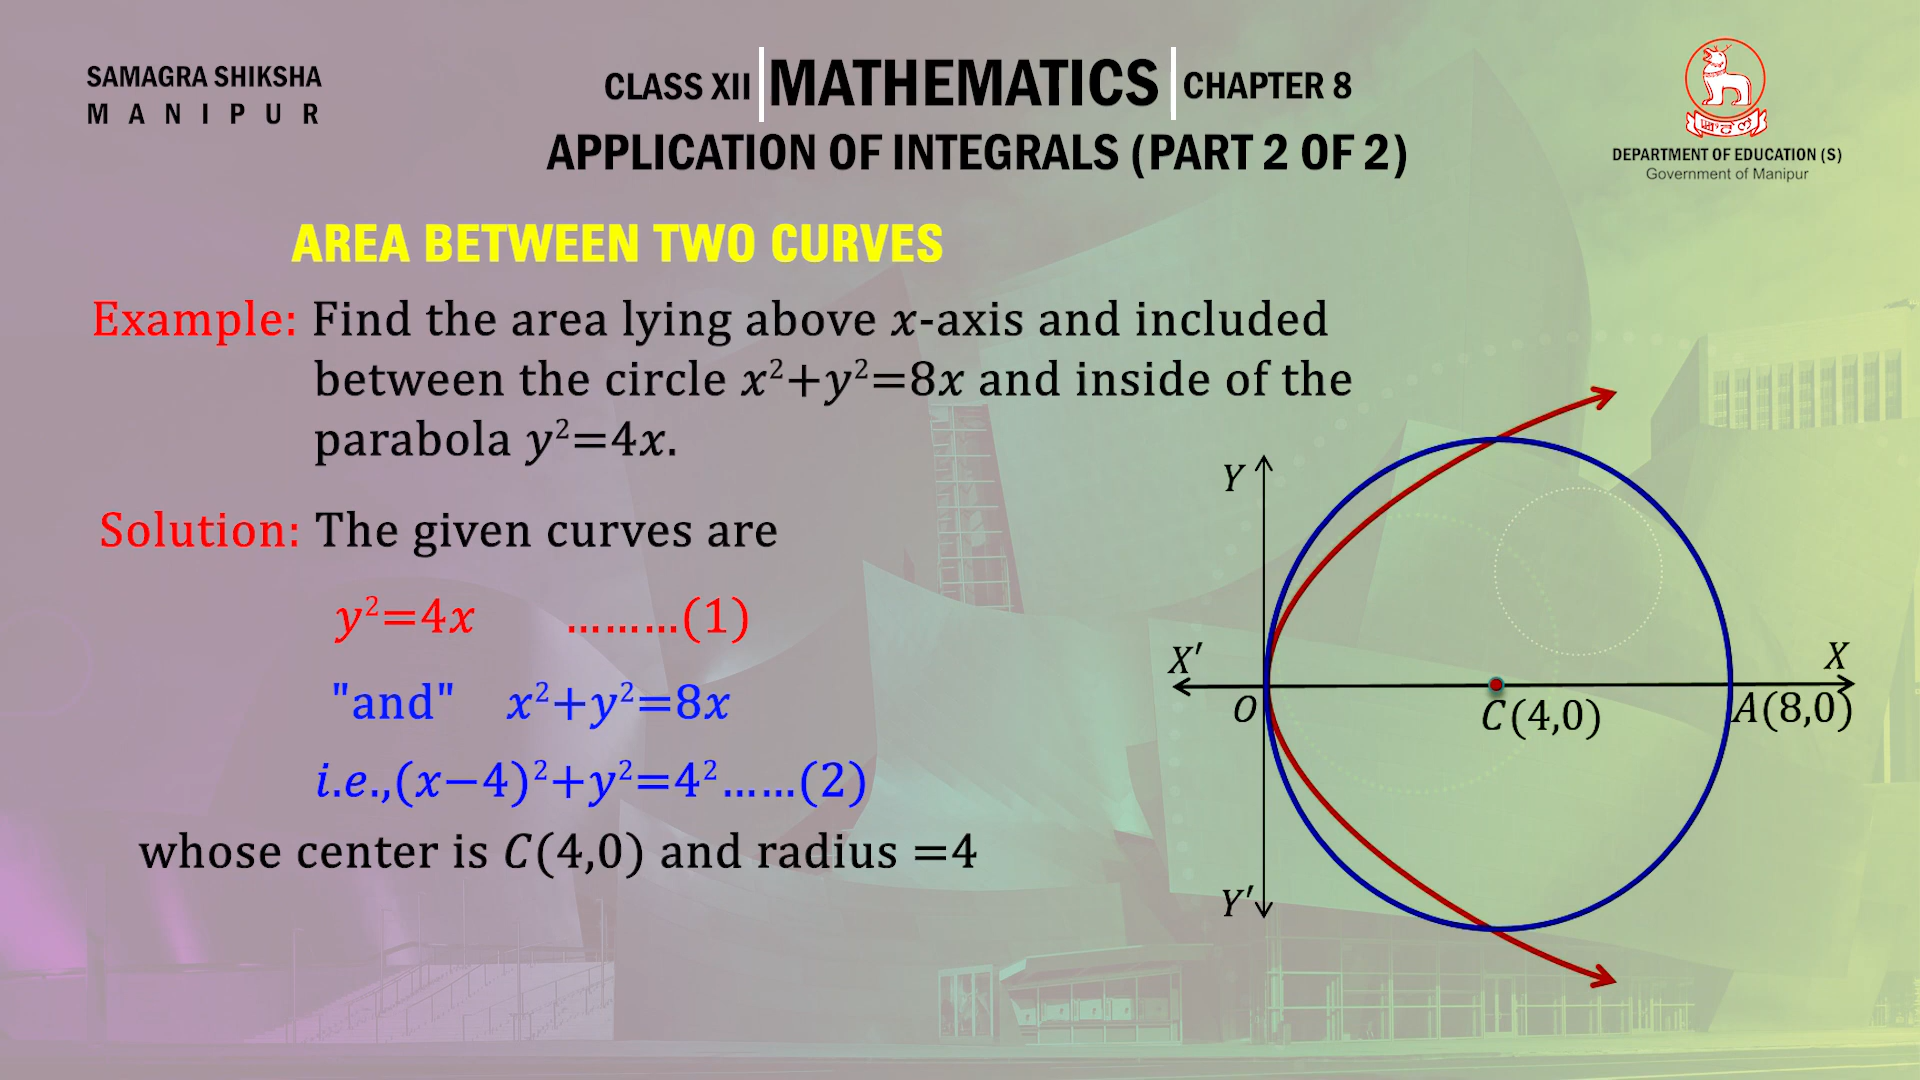 SAMAGRA SHIKSHA
MANIPUR
CLASS XII | MATHEMATICS | CHAPTER 8
APPLICATION OF INTEGRALS (PART 2 OF 2)
DEPARTMENT OF EDUCATION (S)
Government of Manipur
AREA BETWEEN TWO CURVES
Example: Find the area lying above x-axis and included
between the circle x²+y²=8x and inside of the
parabola y²=4x.
Solution: The given curves are
y²=4x ………(1)
"and" x²+y²=8x
i.e.,(x−4)²+y²=4²……(2)
whose center is C(4,0) and radius =4
Y
X′
X
O
C(4,0)
A(8,0)
Y′